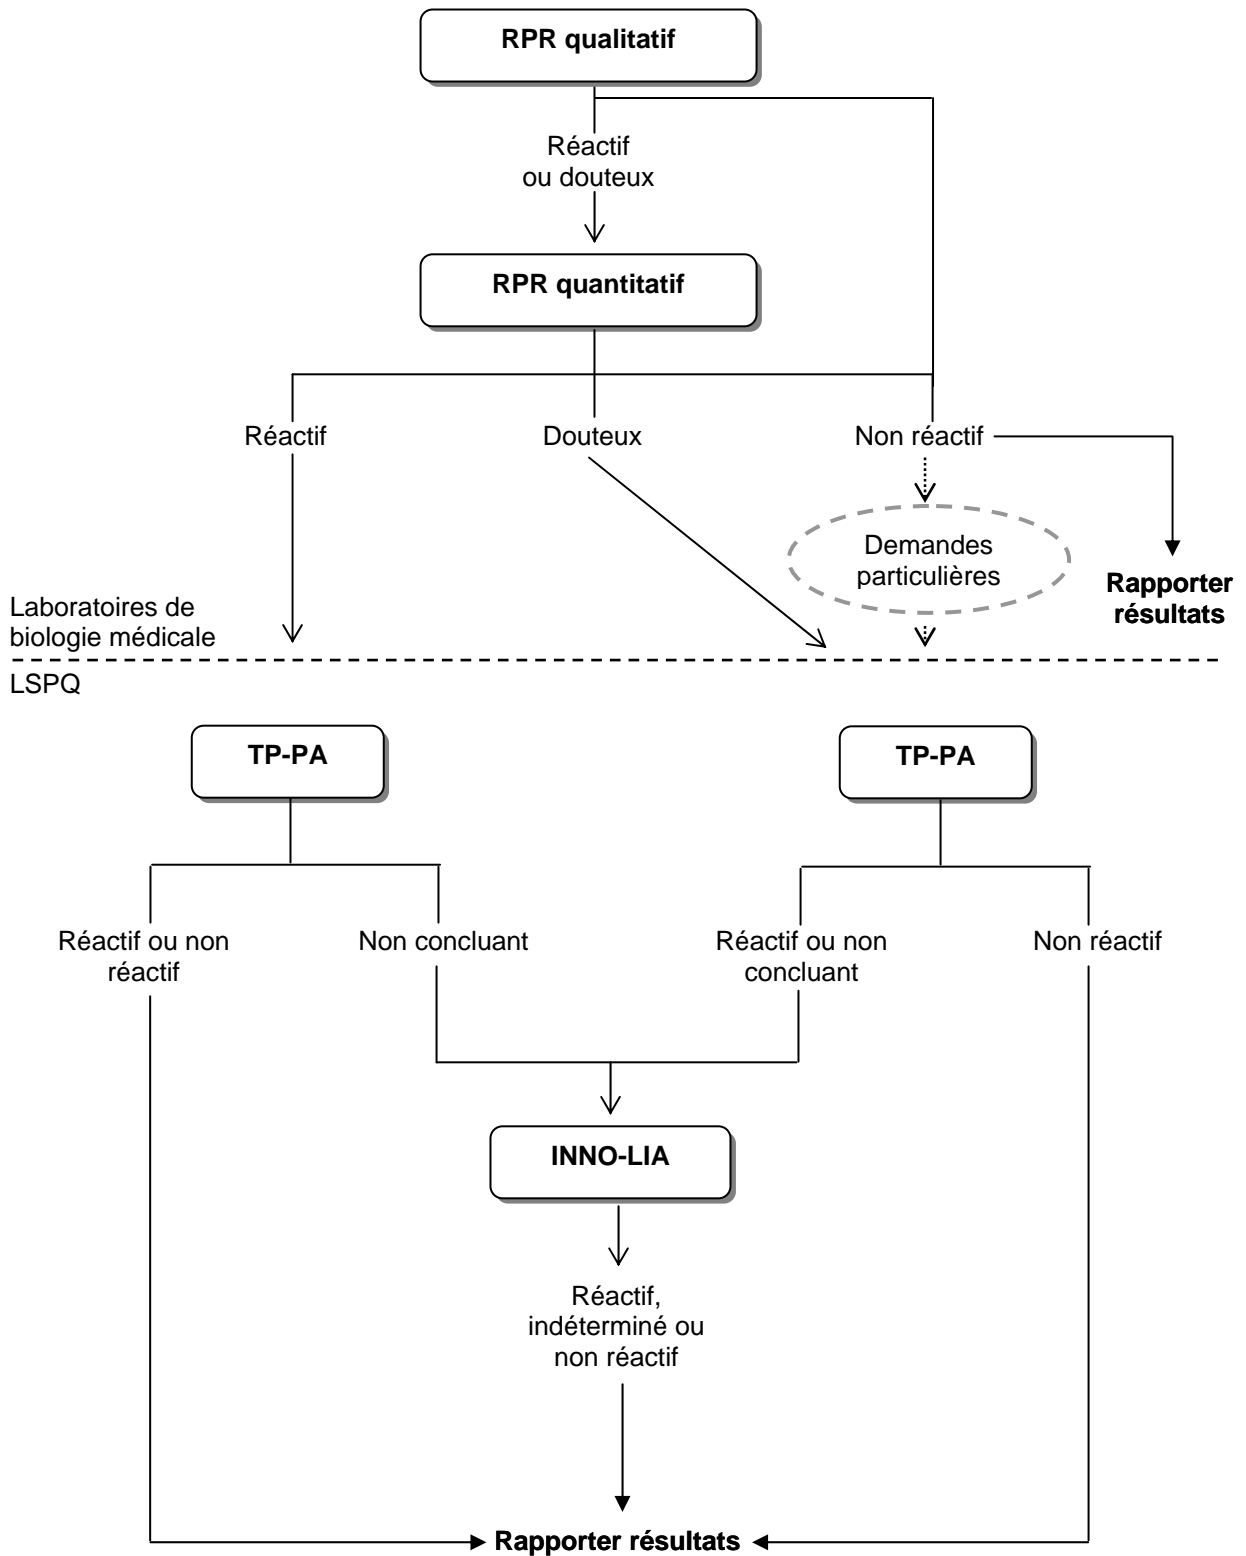 RPR qualitatif
Réactif
ou douteux
RPR quantitatif
Réactif
Douteux
Non réactif
Demandes
particulières
Rapporter
résultats
Laboratoires de
biologie médicale
LSPQ
TP-PA
TP-PA
Réactif ou non
réactif
Non concluant
Réactif ou non
concluant
Non réactif
INNO-LIA
Réactif,
indéterminé ou
non réactif
Rapporter résultats